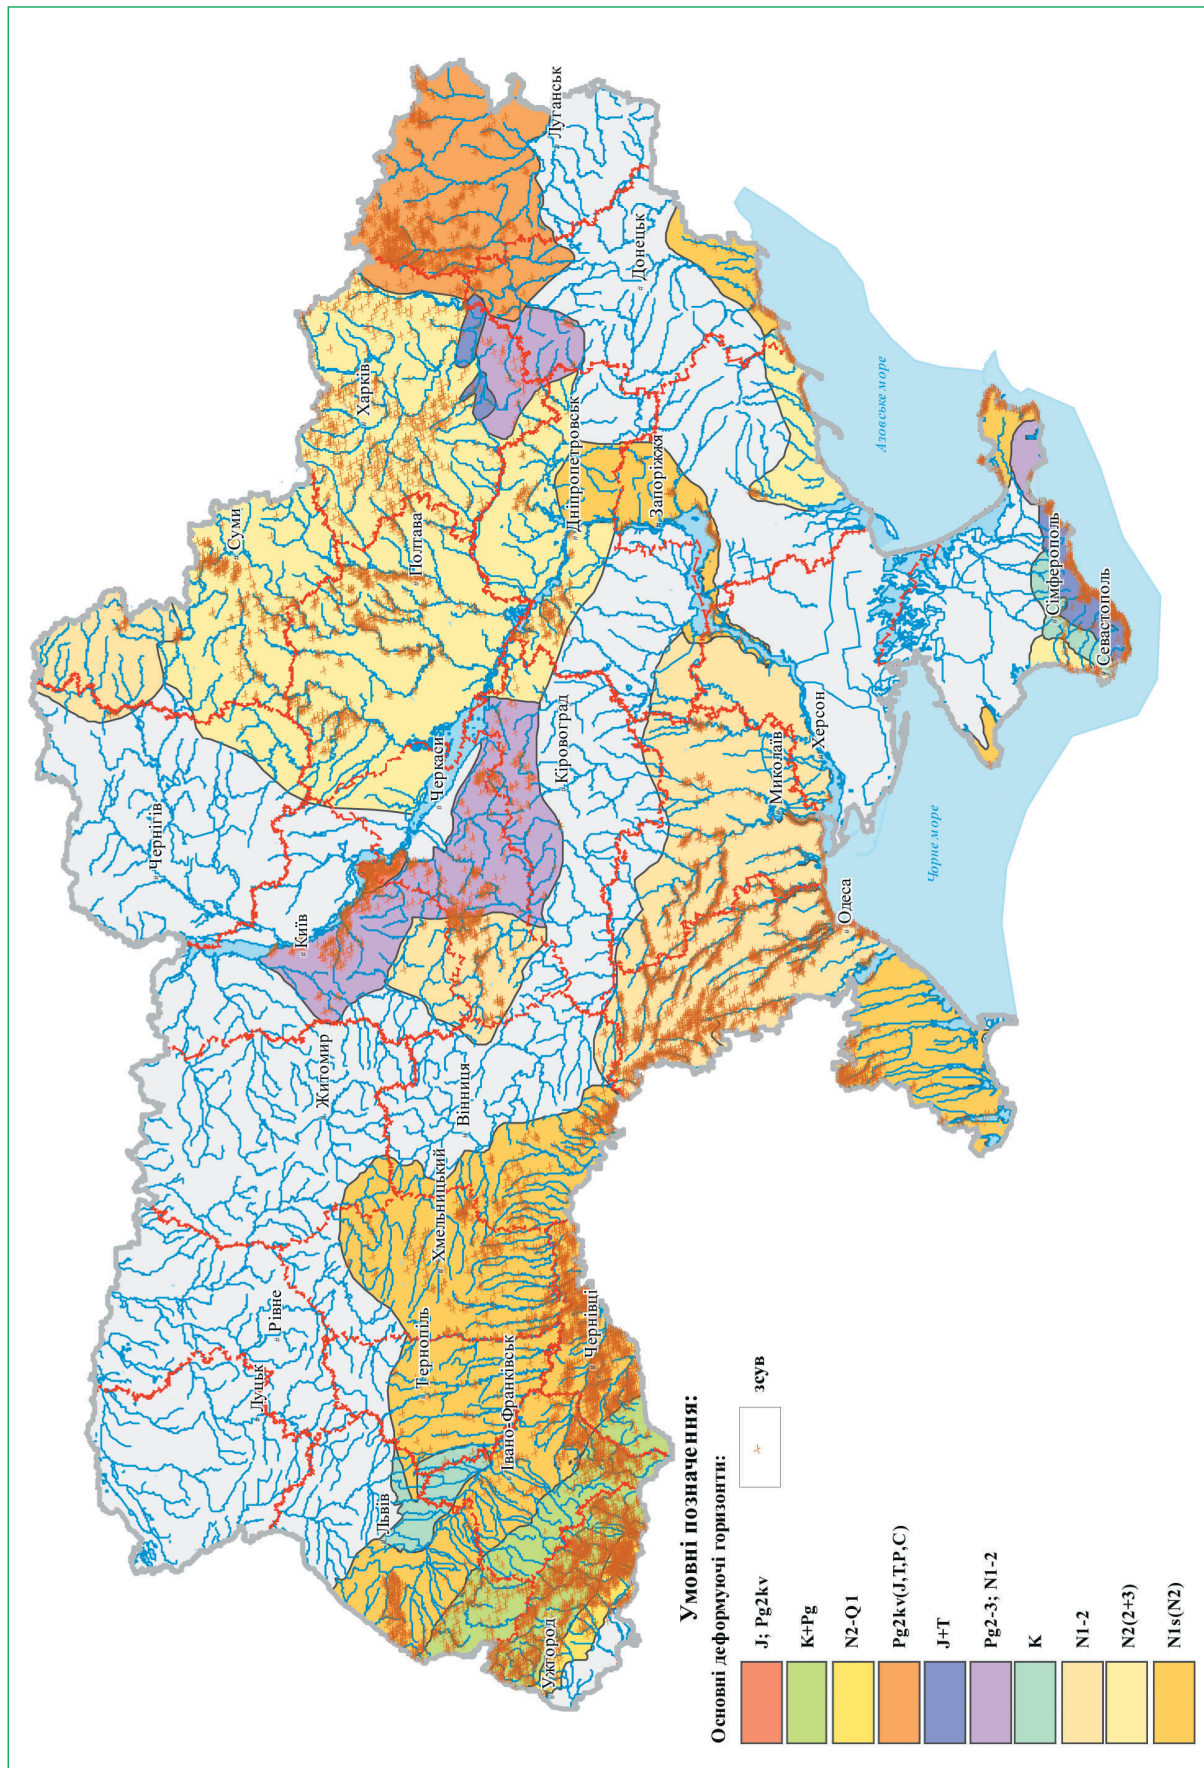 Чернігів
Суми
Луцьк
Рівне
Житомир
Київ
Харків
Львів
Тернопіль
Хмельницький
Вінниця
Черкаси
Полтава
Луганськ
Ужгород
Івано-Франківськ
Чернівці
Кіровоград
Дніпропетровськ
Донецьк
Запоріжжя
Миколаїв
Херсон
Одеса
Азовське море
Чорне море
Сімферополь
Севастополь
Умовні позначення:
Основні деформуючі горизонти:
J; Pg2kv
K+Pg
N2-Q1
Pg2kv(J,T,P,C)
J+T
Pg2-3; N1-2
K
N1-2
N2(2+3)
N1s(N2)
зсув